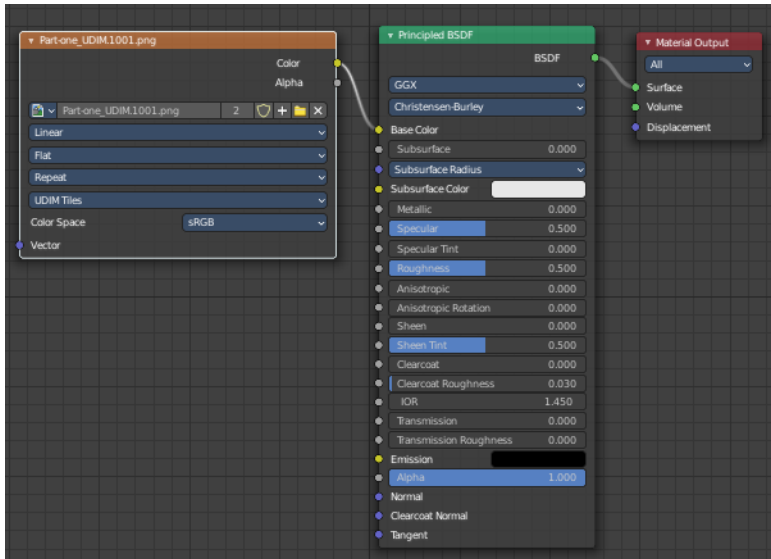 Part-one_UDIM.1001.png
Color
Alpha
Part-one_UDIM.1001.png 2
Linear
Flat
Repeat
UDIM Tiles
Color Space sRGB
Vector
Principled BSDF
BSDF
GGX
Christensen-Burley
Base Color
Subsurface 0.000
Subsurface Radius
Subsurface Color
Metallic 0.000
Specular 0.500
Specular Tint 0.000
Roughness 0.500
Anisotropic 0.000
Anisotropic Rotation 0.000
Sheen 0.000
Sheen Tint 0.500
Clearcoat 0.000
Clearcoat Roughness 0.030
IOR 1.450
Transmission 0.000
Transmission Roughness 0.000
Emission
Alpha 1.000
Normal
Clearcoat Normal
Tangent
Material Output
All
Surface
Volume
Displacement